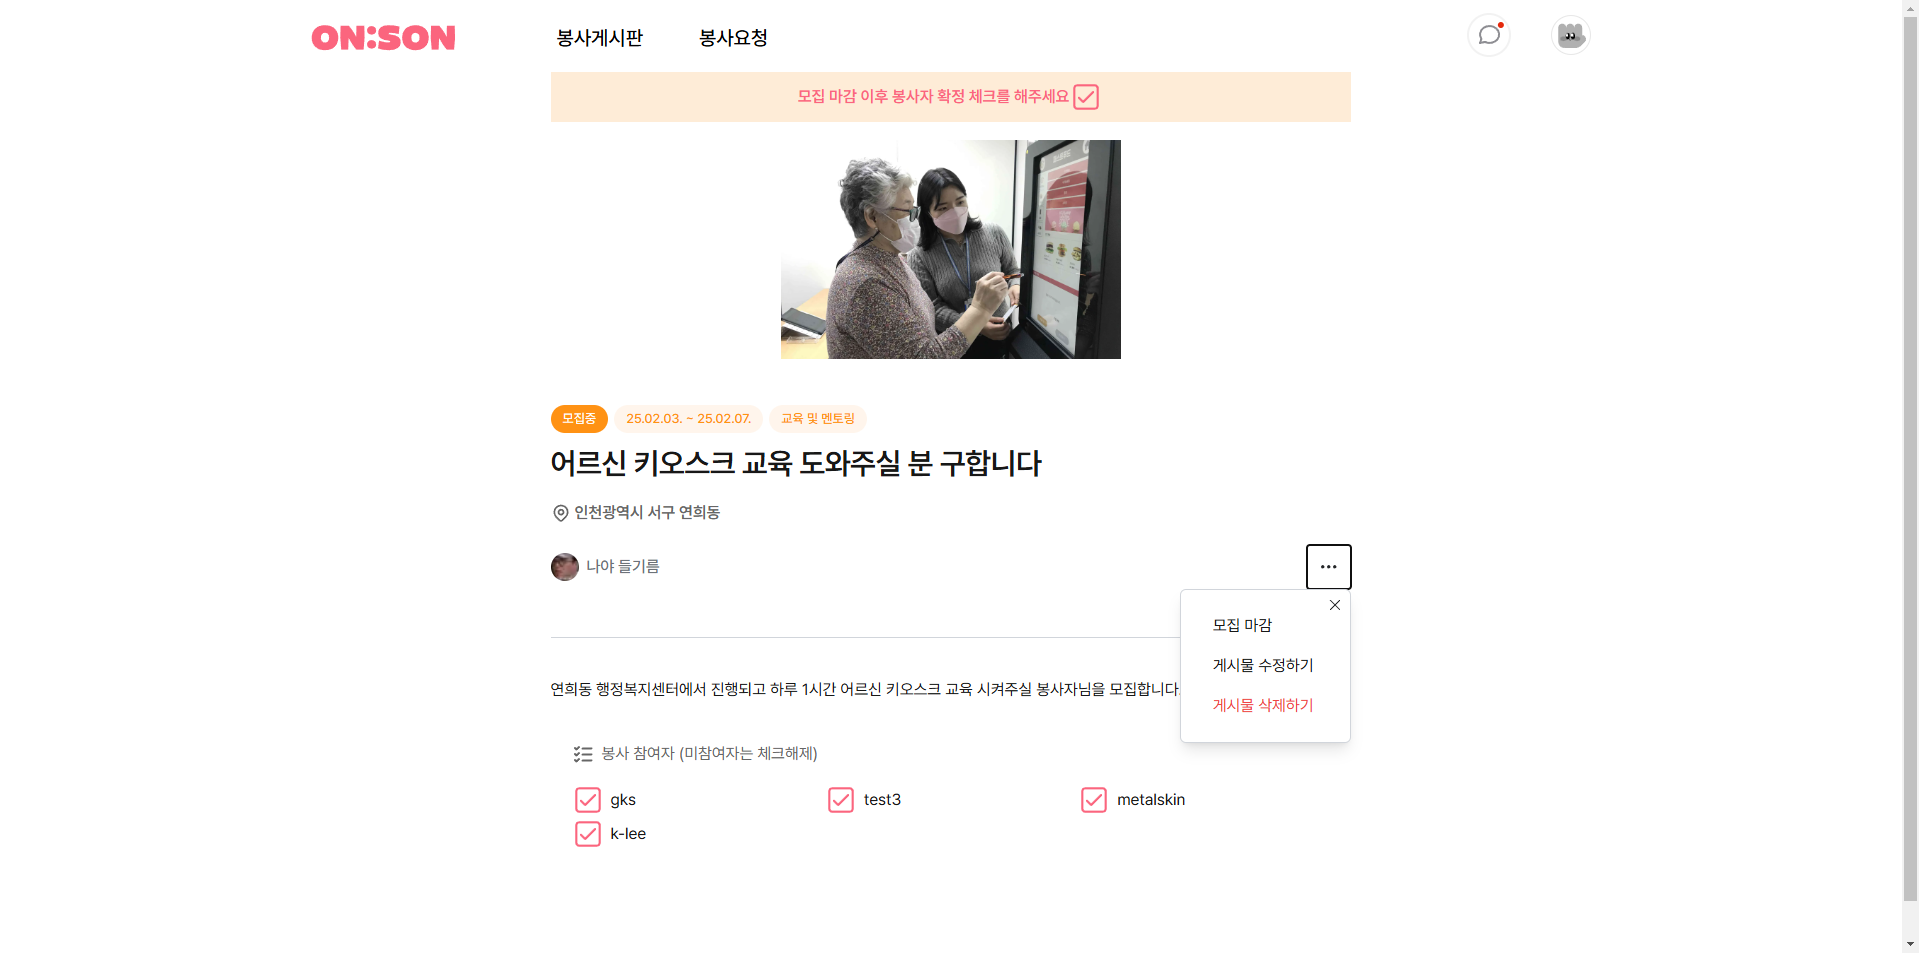 ON:SON
봉사게시판
봉사요청
모집 마감 이후 봉사자 확정 체크를 해주세요
모집중
25.02.03. ~ 25.02.07.
교육 및 멘토링
어르신 키오스크 교육 도와주실 분 구합니다
인천광역시 서구 연희동
나야 들기름
모집 마감
게시물 수정하기
게시물 삭제하기
연희동 행정복지센터에서 진행되고 하루 1시간 어르신 키오스크 교육 시켜주실 봉사자님을 모집합니다.
봉사 참여자 (미참여자는 체크해제)
gks
test3
metalskin
k-lee